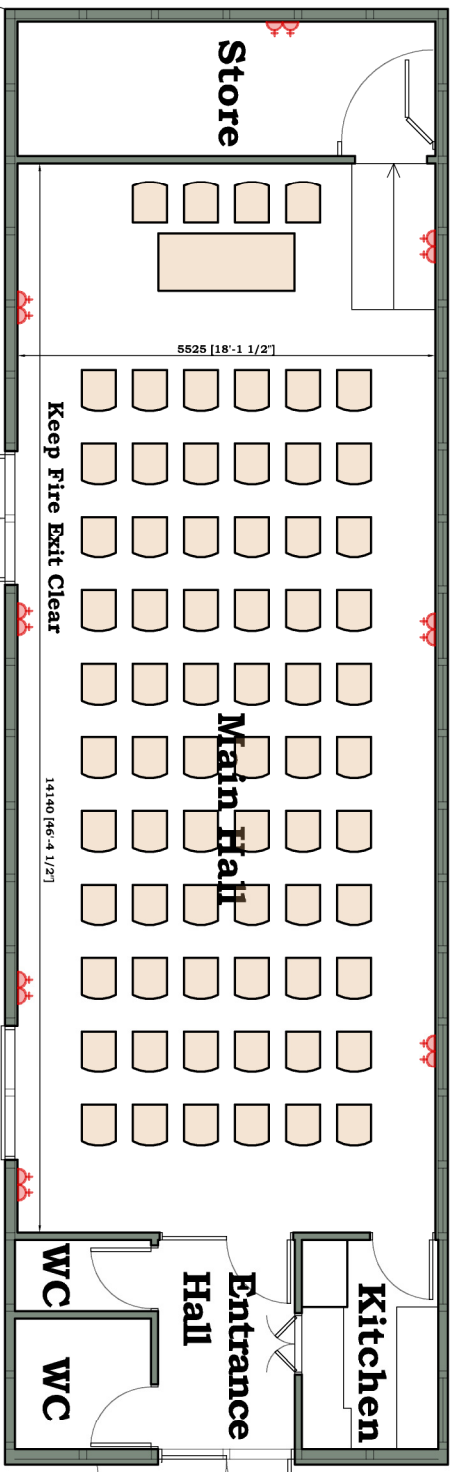 Store
5525 [18'-1 1/2"]
Keep Fire Exit Clear
Main Hall
14140 [46'-4 1/2"]
WC
WC
Entrance
Hall
Kitchen